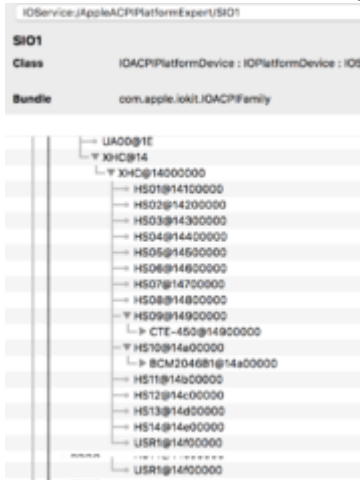 IOService:/AppleACPIPlatformExpert/SIO1
SIO1
Class IOACPIPlatformDevice : IOPlatformDevice : IOS
Bundle com.apple.iokit.IOACPIFamily
UA00@1E
XHC@14
XHC@14000000
HS01@14100000
HS02@14200000
HS03@14300000
HS04@14400000
HS05@14500000
HS06@14600000
HS07@14700000
HS08@14800000
HS09@14900000
CTE-450@14900000
HS10@14a00000
BCM2046B1@14a00000
HS11@14b00000
HS12@14c00000
HS13@14d00000
HS14@14e00000
USR1@14f00000
USR1@14f00000